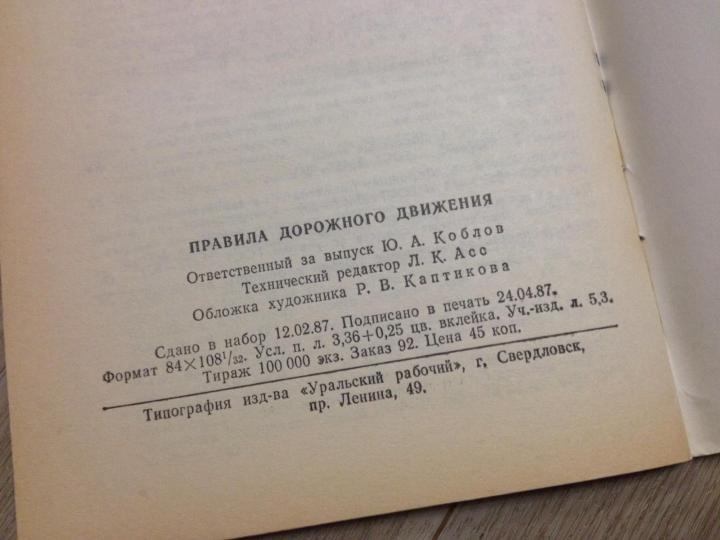 ПРАВИЛА ДОРОЖНОГО ДВИЖЕНИЯ
Ответственный за выпуск Ю. А. Коблов
Технический редактор Л. К. Асс
Обложка художника Р. В. Каптикова
Сдано в набор 12.02.87. Подписано в печать 24.04.87.
Формат 84×108¹/₃₂. Усл. п. л. 3,36+0,25 цв. вклейка. Уч.-изд. л. 5,3.
Тираж 100 000 экз. Заказ 92. Цена 45 коп.
Типография изд-ва «Уральский рабочий», г, Свердловск,
пр. Ленина, 49.